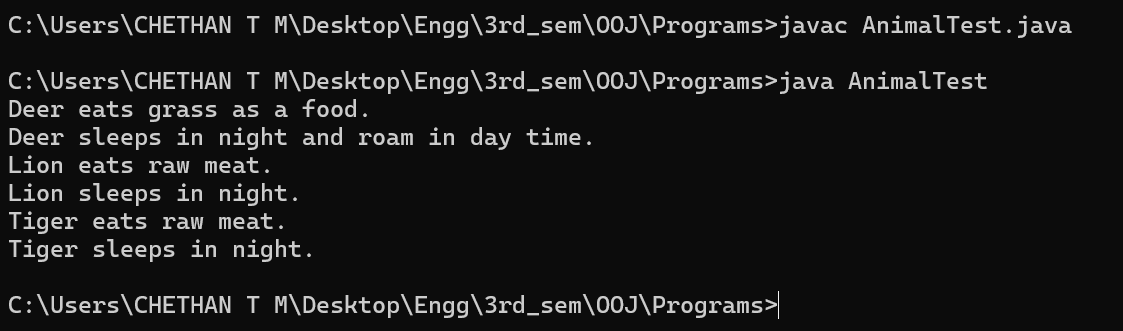 C:\Users\CHETHAN T M\Desktop\Engg\3rd_sem\OOJ\Programs>javac AnimalTest.java
C:\Users\CHETHAN T M\Desktop\Engg\3rd_sem\OOJ\Programs>java AnimalTest
Deer eats grass as a food.
Deer sleeps in night and roam in day time.
Lion eats raw meat.
Lion sleeps in night.
Tiger eats raw meat.
Tiger sleeps in night.
C:\Users\CHETHAN T M\Desktop\Engg\3rd_sem\OOJ\Programs>